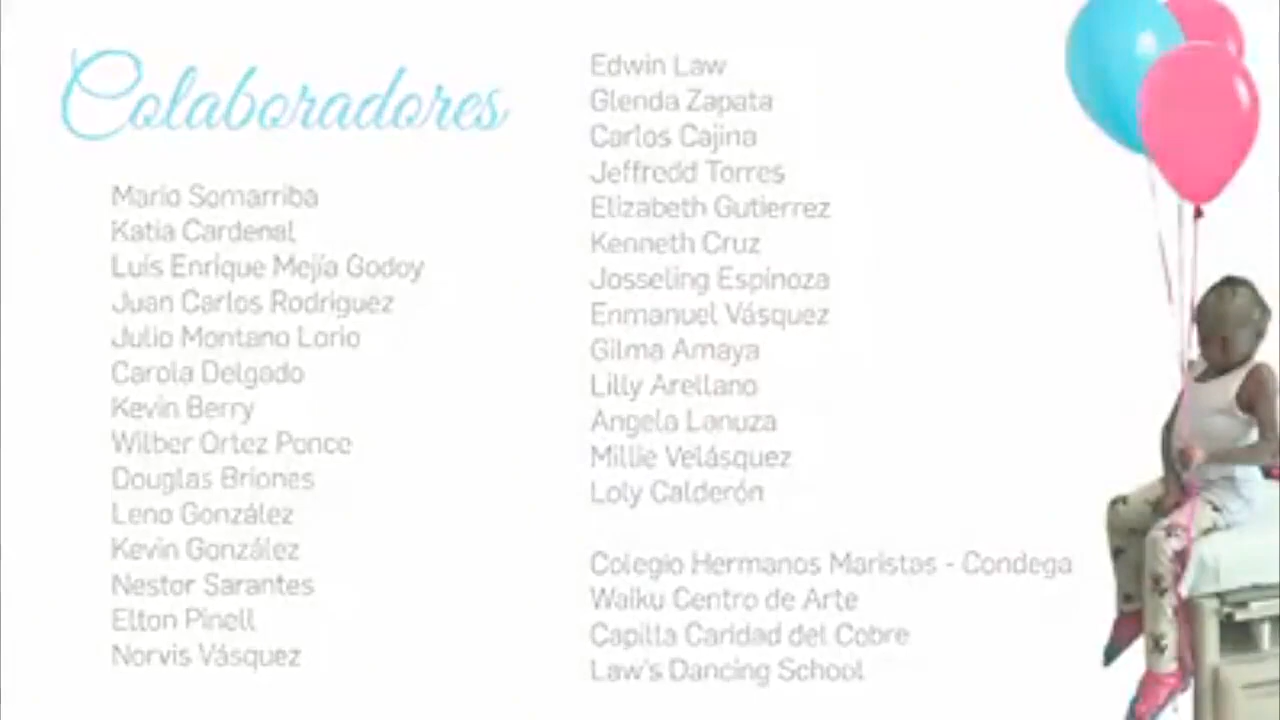 Colaboradores
Mario Somarriba
Katia Cardenal
Luis Enrique Mejía Godoy
Juan Carlos Rodriguez
Julio Montano Lorio
Carola Delgado
Kevin Berry
Wilber Ortez Ponce
Douglas Briones
Leno González
Kevin González
Nestor Sarantes
Elton Pinell
Norvis Vásquez
Edwin Law
Glenda Zapata
Carlos Cajina
Jeffredd Torres
Elizabeth Gutierrez
Kenneth Cruz
Josseling Espinoza
Enmanuel Vásquez
Gilma Amaya
Lilly Arellano
Angela Lanuza
Millie Velásquez
Loly Calderón
Colegio Hermanos Maristas - Condega
Waiku Centro de Arte
Capilla Caridad del Cobre
Law's Dancing School